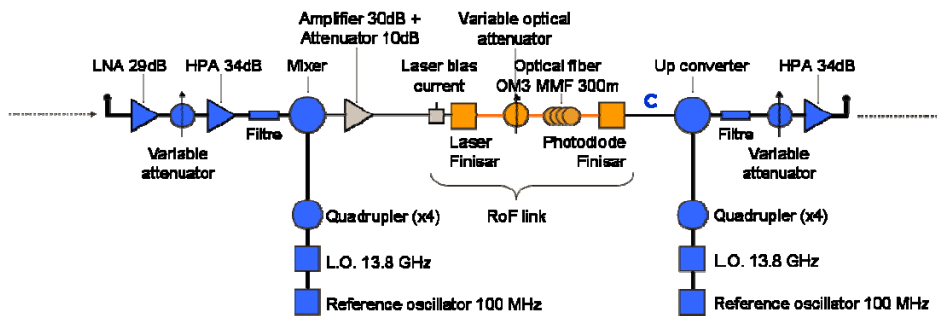 Amplifier 30dB +
Attenuator 10dB
Variable optical
attenuator
LNA 29dB
HPA 34dB
Mixer
Laser bias
current
Optical fiber
OM3 MMF 300m
Up converter
HPA 34dB
C
Filtre
Variable
attenuator
Laser
Finisar
Photodiode
Finisar
Filtre
Variable
attenuator
RoF link
Quadrupler (x4)
Quadrupler (x4)
L.O. 13.8 GHz
L.O. 13.8 GHz
Reference oscillator 100 MHz
Reference oscillator 100 MHz